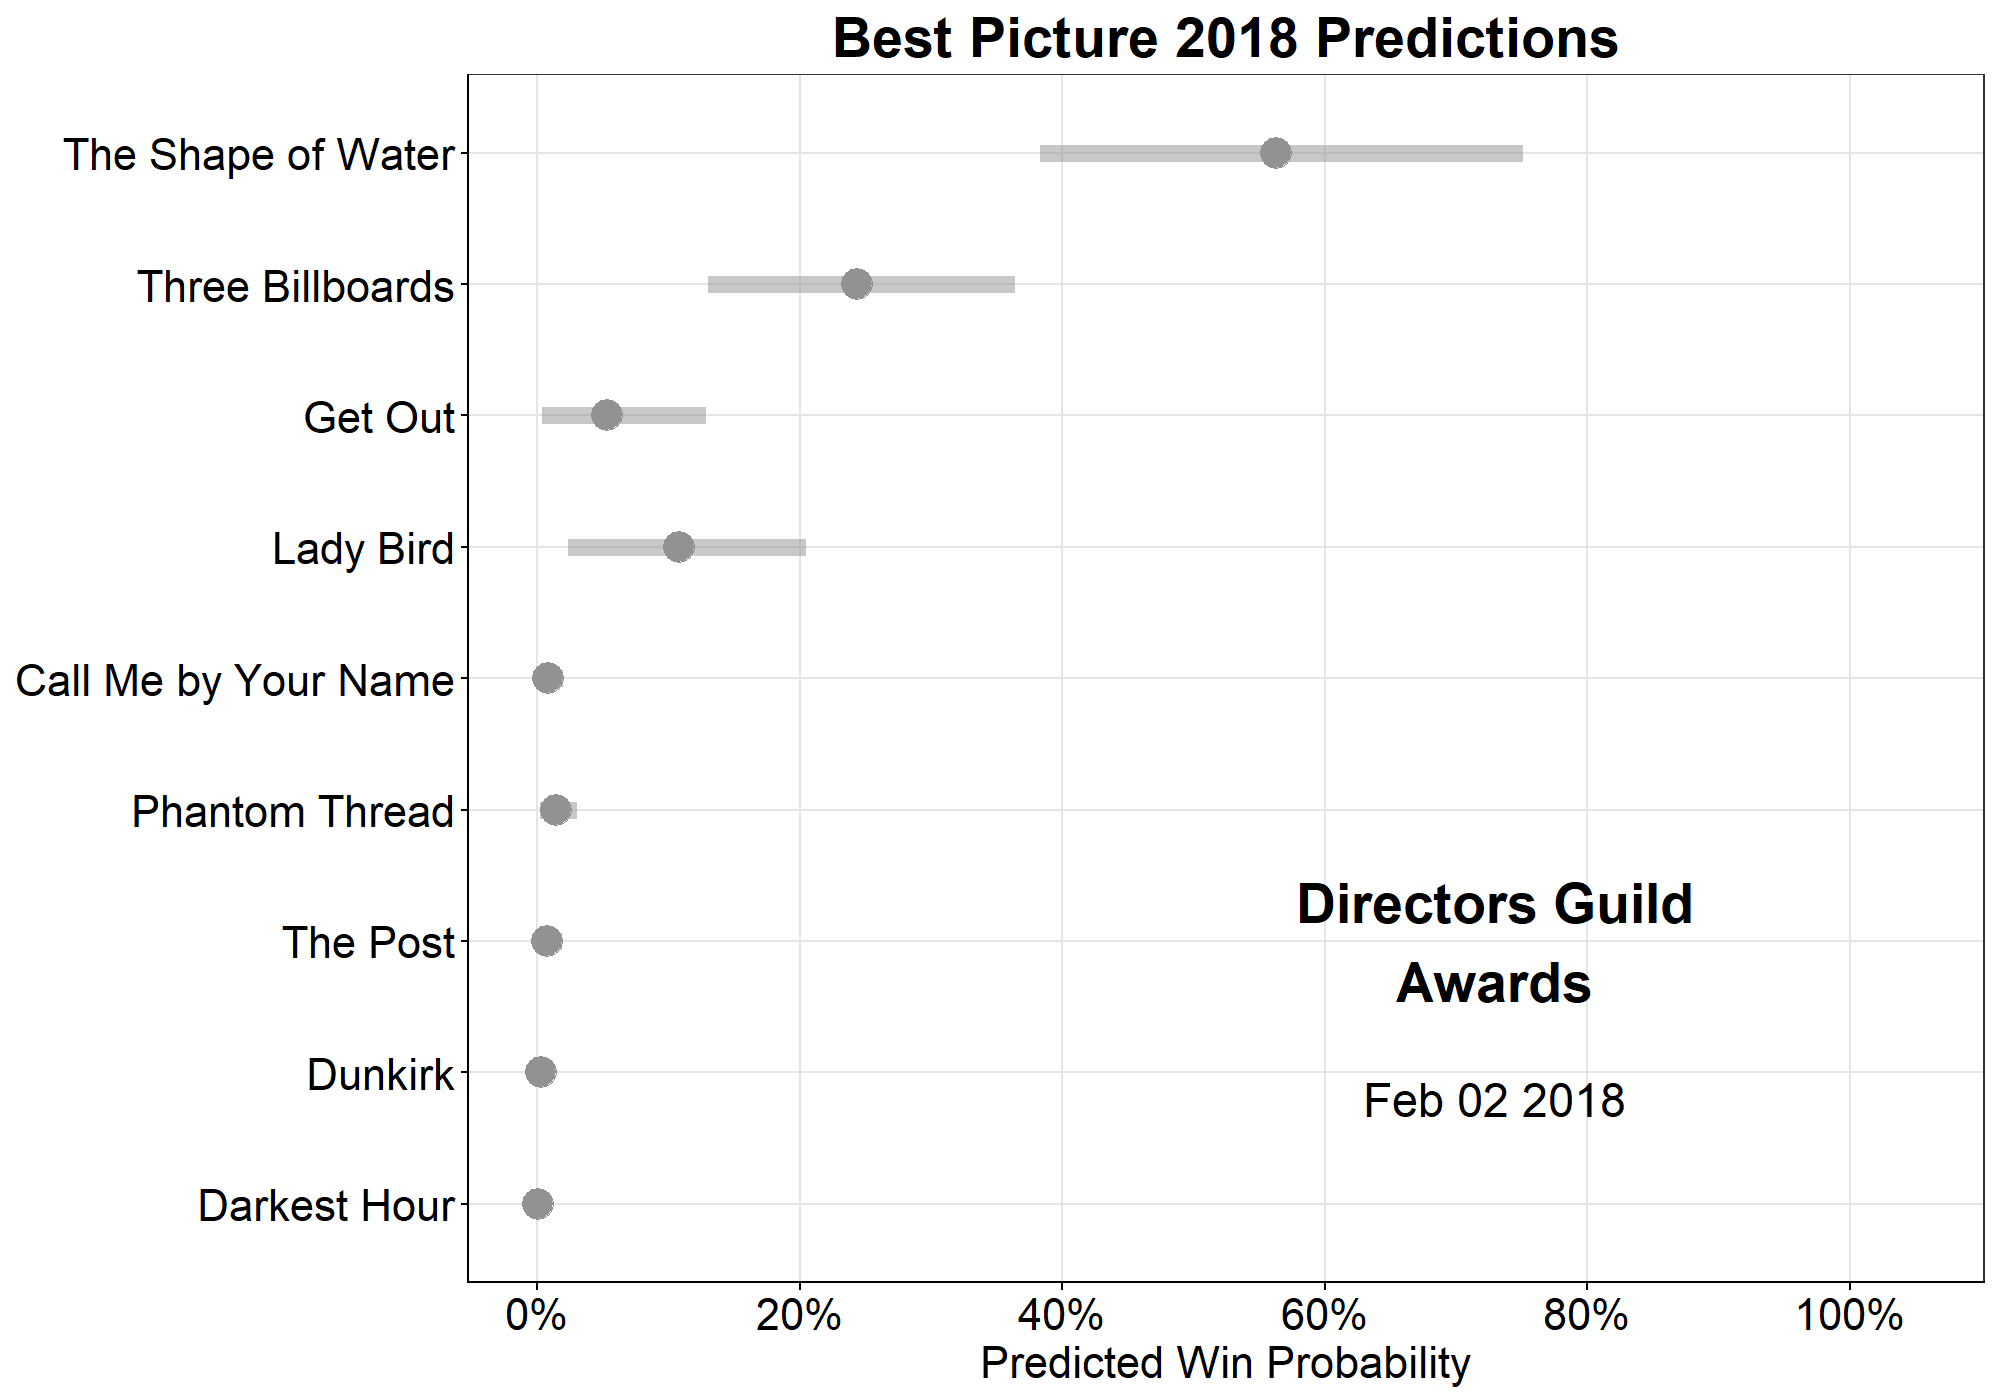 Best Picture 2018 Predictions
The Shape of Water
Three Billboards
Get Out
Lady Bird
Call Me by Your Name
Phantom Thread
The Post
Dunkirk
Darkest Hour
Directors Guild
Awards
Feb 02 2018
0% 20% 40% 60% 80% 100%
Predicted Win Probability